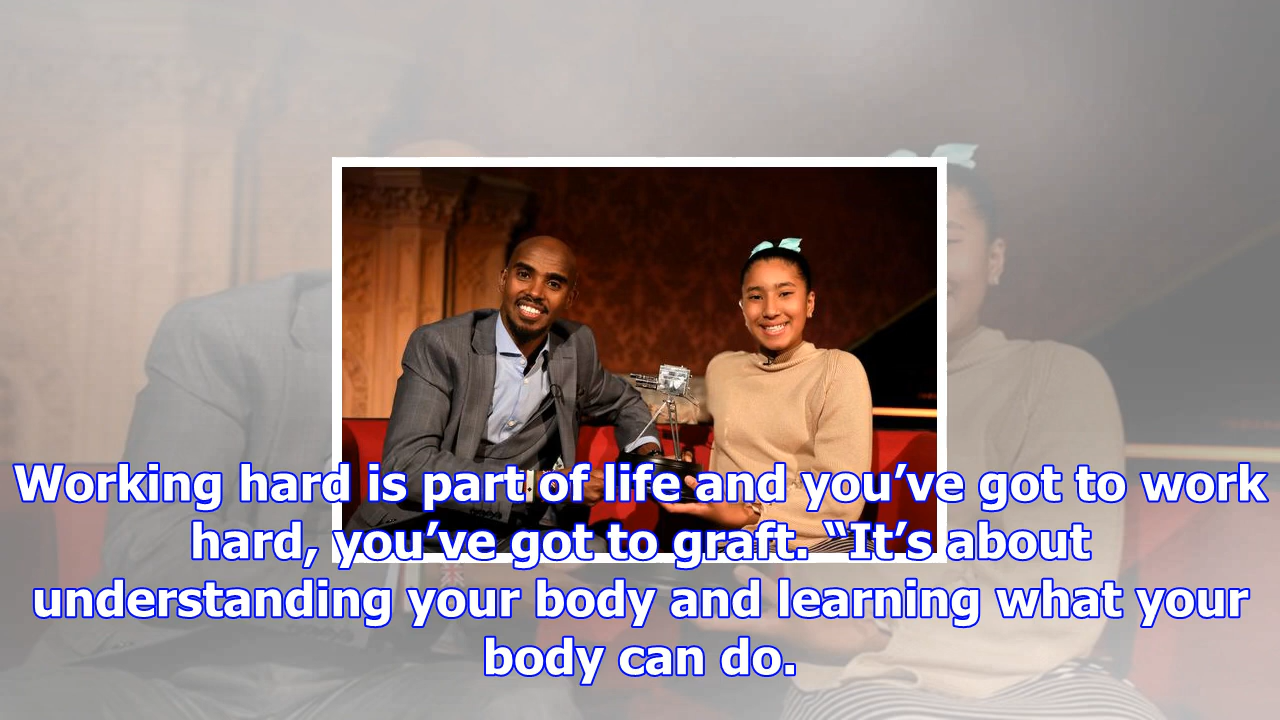 Working hard is part of life and you’ve got to work
hard, you’ve got to graft. “It’s about
understanding your body and learning what your
body can do.